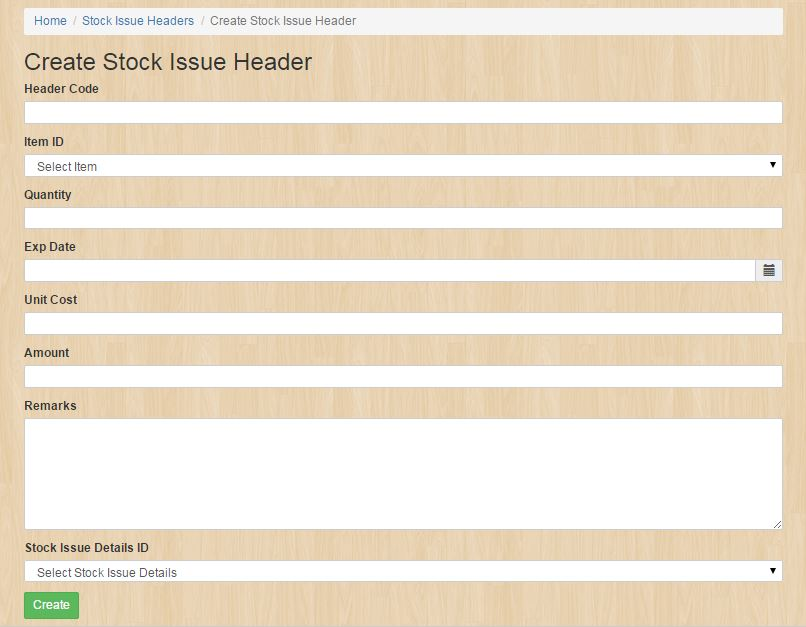 Home / Stock Issue Headers / Create Stock Issue Header
Create Stock Issue Header
Header Code
Item ID
Select Item
Quantity
Exp Date
Unit Cost
Amount
Remarks
Stock Issue Details ID
Select Stock Issue Details
Create